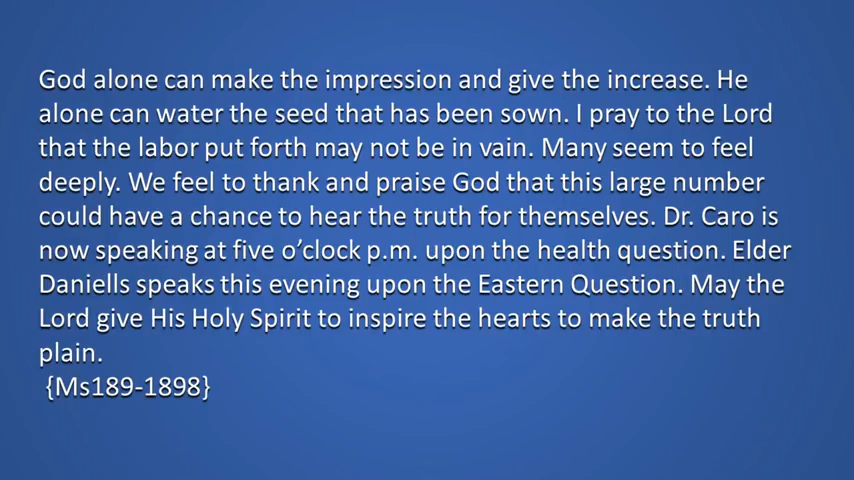 God alone can make the impression and give the increase. He
alone can water the seed that has been sown. I pray to the Lord
that the labor put forth may not be in vain. Many seem to feel
deeply. We feel to thank and praise God that this large number
could have a chance to hear the truth for themselves. Dr. Caro is
now speaking at five o’clock p.m. upon the health question. Elder
Daniells speaks this evening upon the Eastern Question. May the
Lord give His Holy Spirit to inspire the hearts to make the truth
plain.
{Ms189-1898}